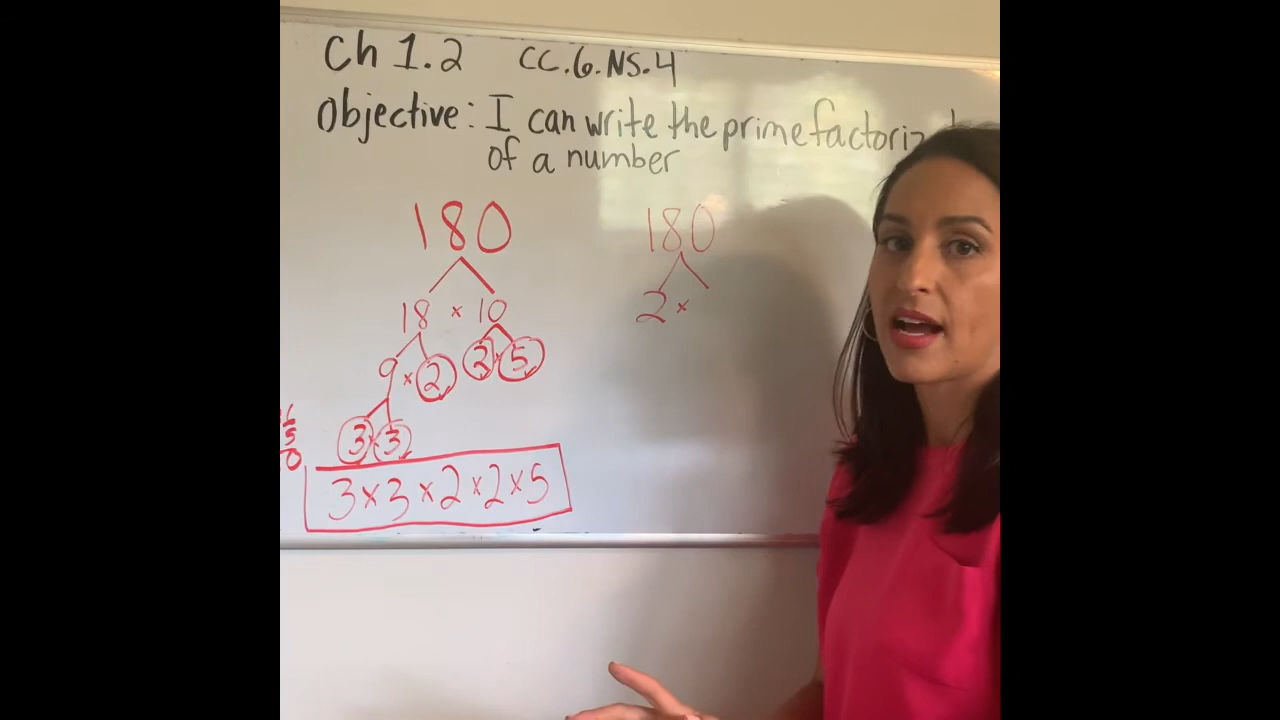 Ch 1.2 CC.6.NS.4
Objective: I can write the prime
of a number
180
18 × 10
9 × 2 2 5
3 3
3 × 3 × 2 × 2 × 5
180
2 ×